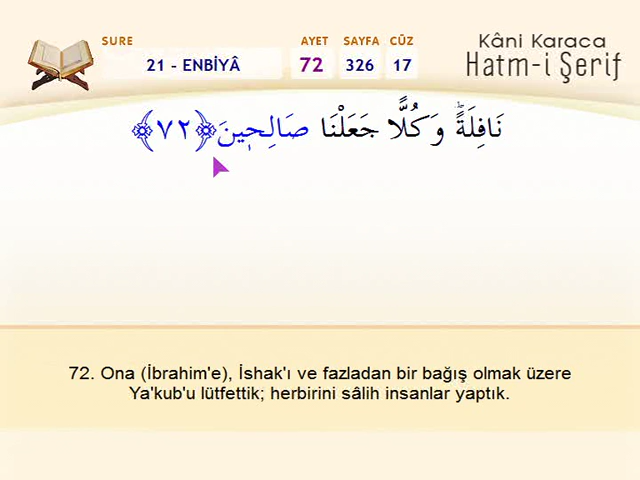 SURE AYET SAYFA CÜZ
21 - ENBİYÂ 72 326 17
Kâni Karaca
Hatm-i Şerif
نَافِلَةًۜ وَكُلًّا جَعَلْنَا صَالِحٖينَ ﴿٧٢﴾
72. Ona (İbrahim'e), İshak'ı ve fazladan bir bağış olmak üzere
Ya'kub'u lütfettik; herbirini sâlih insanlar yaptık.